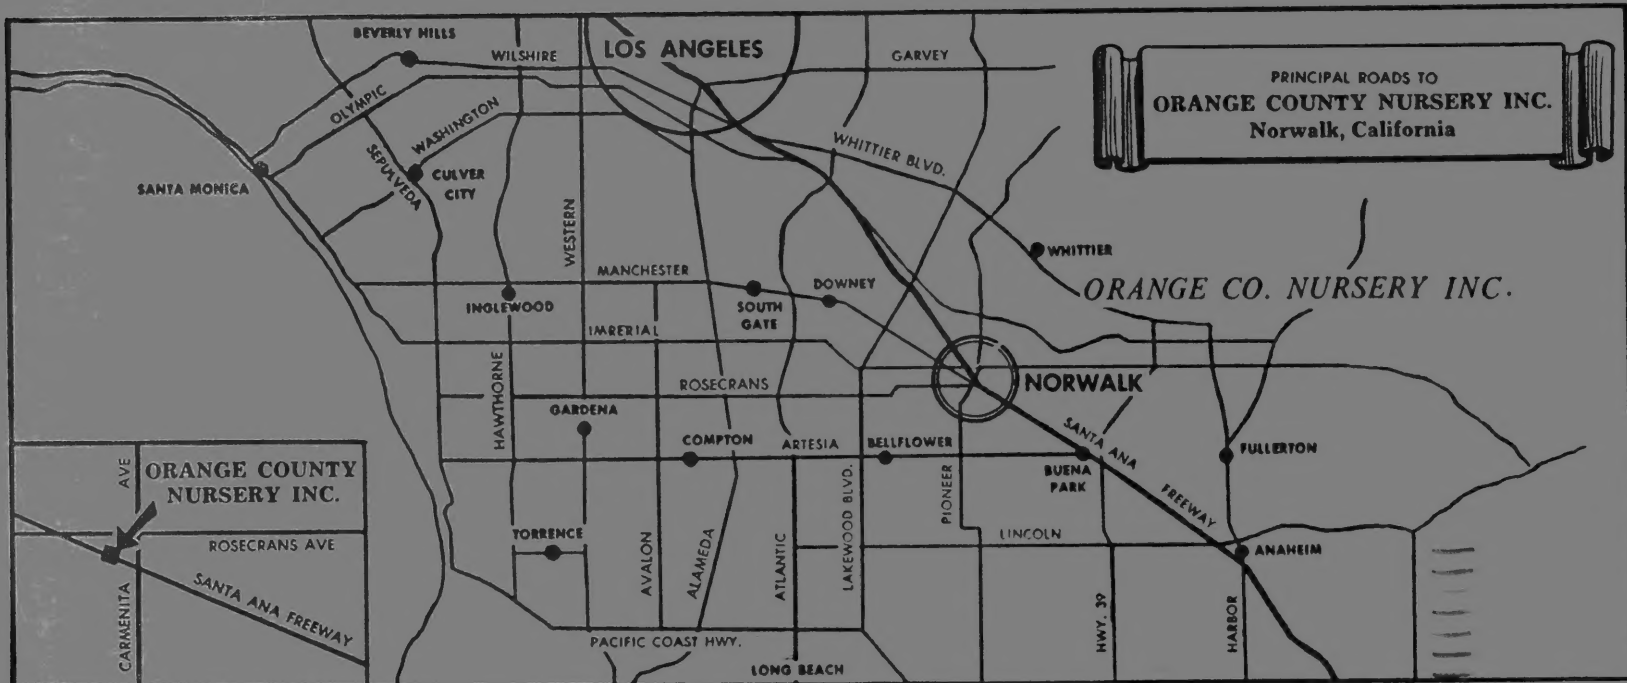 BEVERLY HILLS
WILSHIRE
LOS ANGELES
GARVEY
PRINCIPAL ROADS TO
ORANGE COUNTY NURSERY INC.
Norwalk, California
OLYMPIC
WASHINGTON
SEPULVEDA
WHITTIER BLVD.
SANTA MONICA
CULVER
CITY
WESTERN
WHITTIER
MANCHESTER
DOWNEY
ORANGE CO. NURSERY INC.
INGLEWOOD
SOUTH
GATE
IMRERIAL
HAWTHORNE
ROSECRANS
NORWALK
GARDENA
COMPTON
ARTESIA
BELLFLOWER
SANTA ANA
FREEWAY
BUENA
PARK
FULLERTON
AVE
ORANGE COUNTY
NURSERY INC.
ROSECRANS AVE
SANTA ANA FREEWAY
CARMENITA
TORRENCE
AVALON
ALAMEDA
ATLANTIC
LAKEWOOD BLVD.
PIONEER
LINCOLN
ANAHEIM
HWY. 39
HARBOR
PACIFIC COAST HWY.
LONG BEACH